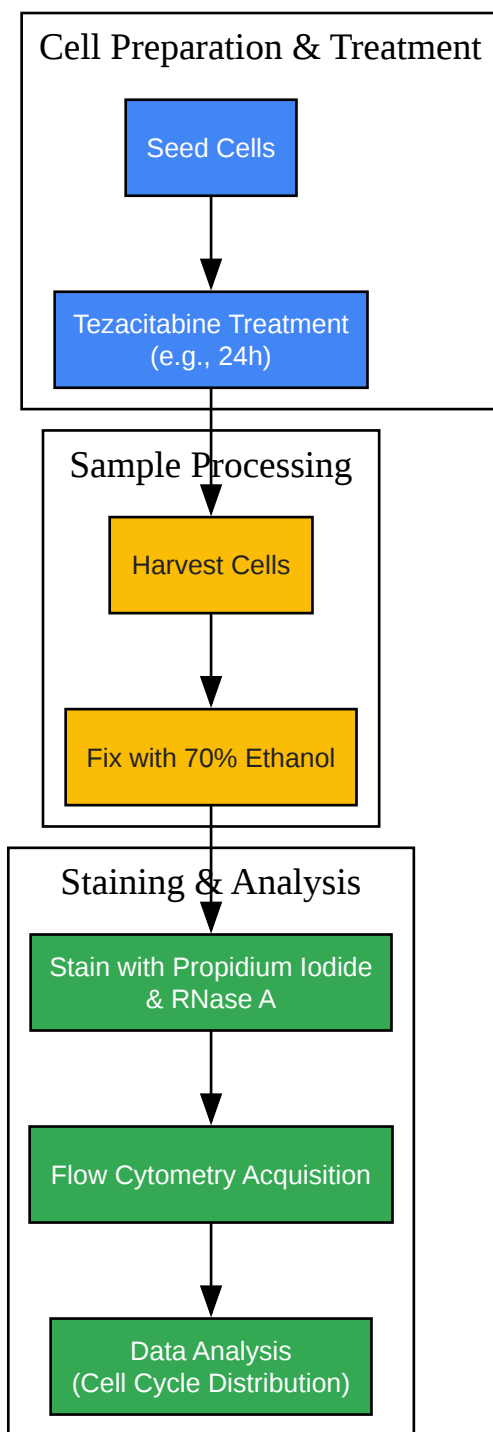 Cell Preparation & Treatment
Seed Cells
Tezacitabine Treatment
(e.g., 24h)
Sample Processing
Harvest Cells
Fix with 70% Ethanol
Staining & Analysis
Stain with Propidium Iodide
& RNase A
Flow Cytometry Acquisition
Data Analysis
(Cell Cycle Distribution)